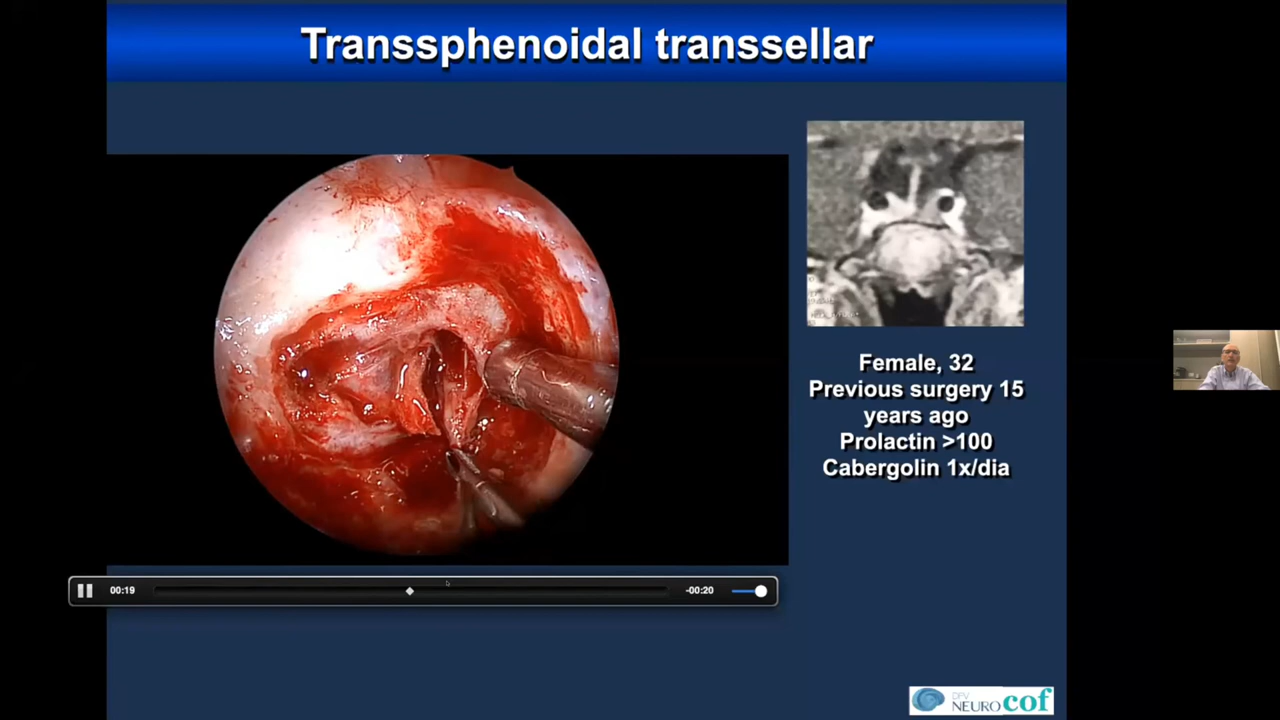 Transsphenoidal transsellar
Female, 32
Previous surgery 15
years ago
Prolactin >100
Cabergolin 1x/dia
00:19
-00:20
DPV
NEURO cof